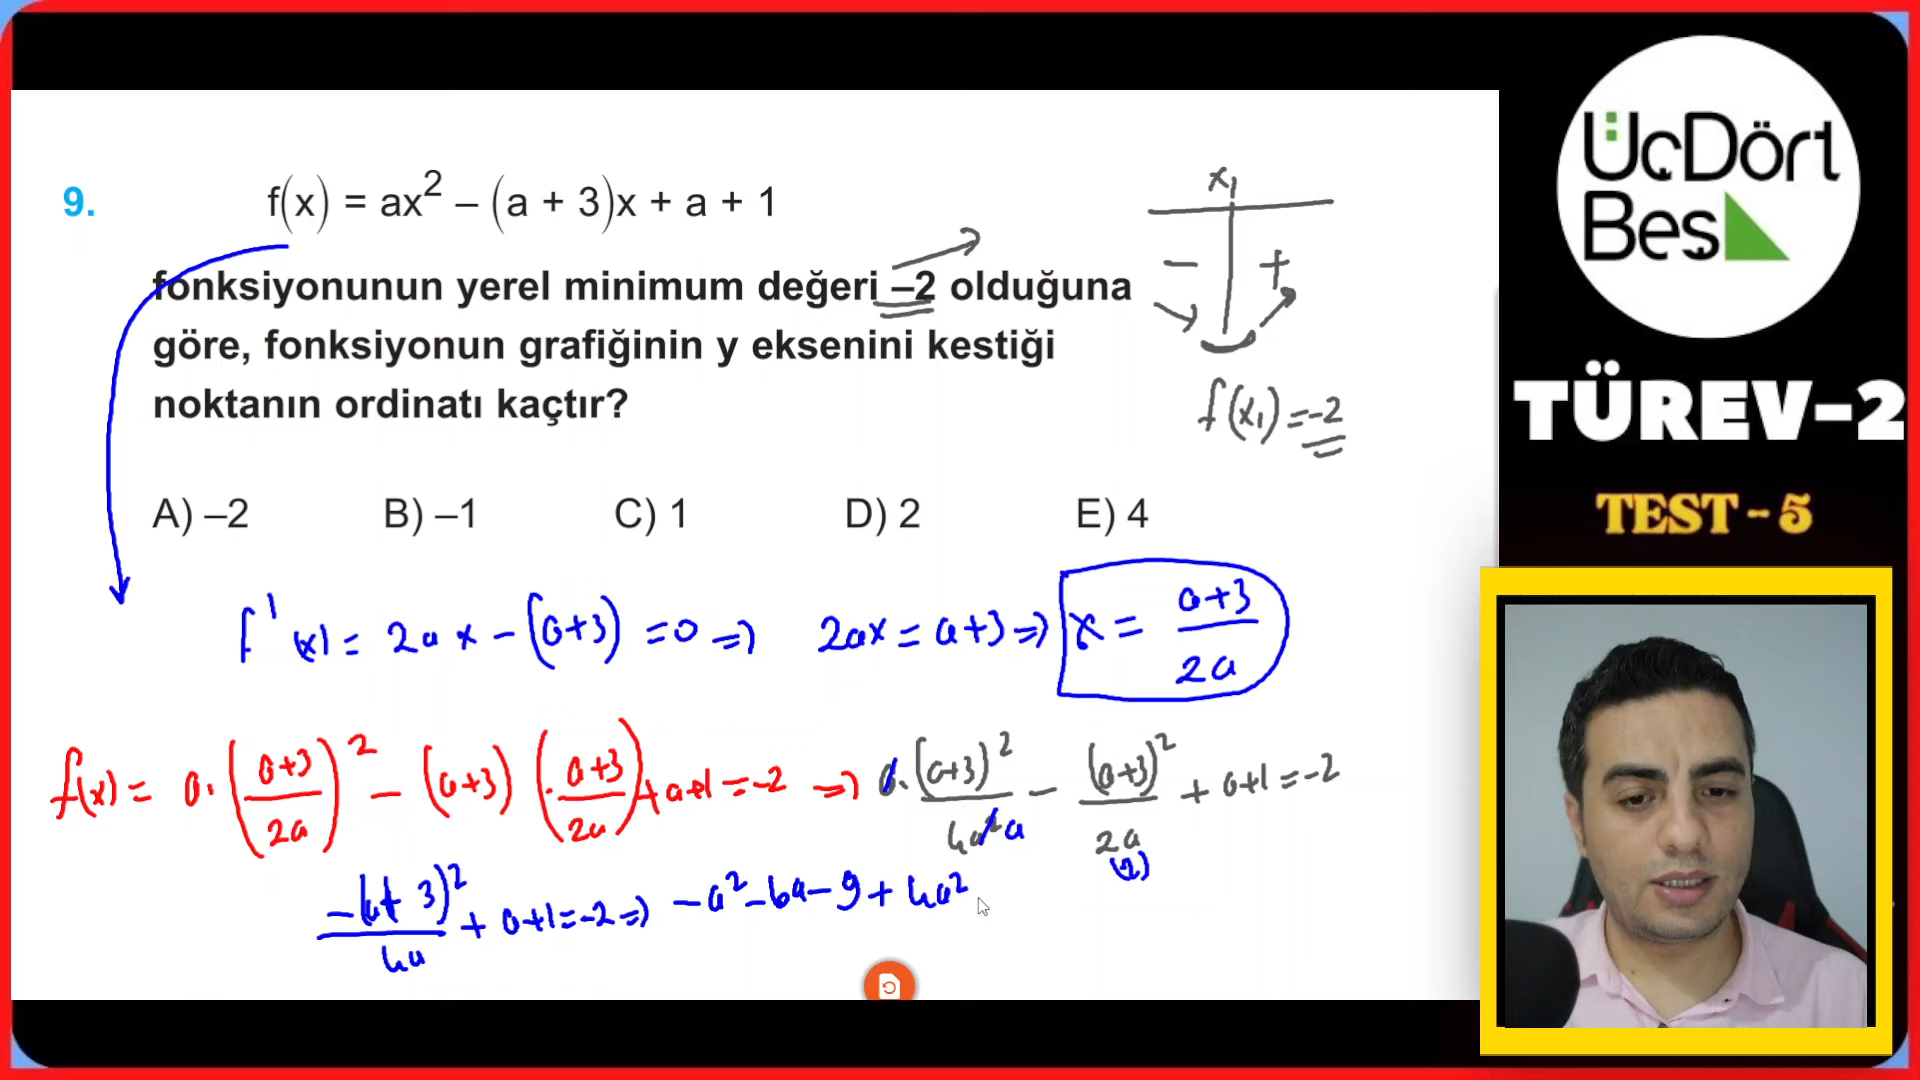 9. f(x) = ax² – (a + 3)x + a + 1
fonksiyonunun yerel minimum değeri –2 olduğuna
göre, fonksiyonun grafiğinin y eksenini kestiği
noktanın ordinatı kaçtır?
A) –2 B) –1 C) 1 D) 2 E) 4
x₁
– +
f(x₁) = -2
f'(x) = 2ax - (a+3) = 0 => 2ax = a+3 => x = (a+3)/2a
f(x) = a·((a+3)/2a)² - (a+3)·((a+3)/2a) + a+1 = -2 => a·(a+3)²/4a² a - (a+3)²/2a (2) + a+1 = -2
-(a+3)²/4a + a+1 = -2 => -a² - 6a - 9 + 4a²
ÜçDört
Beş
TÜREV-2
TEST - 5